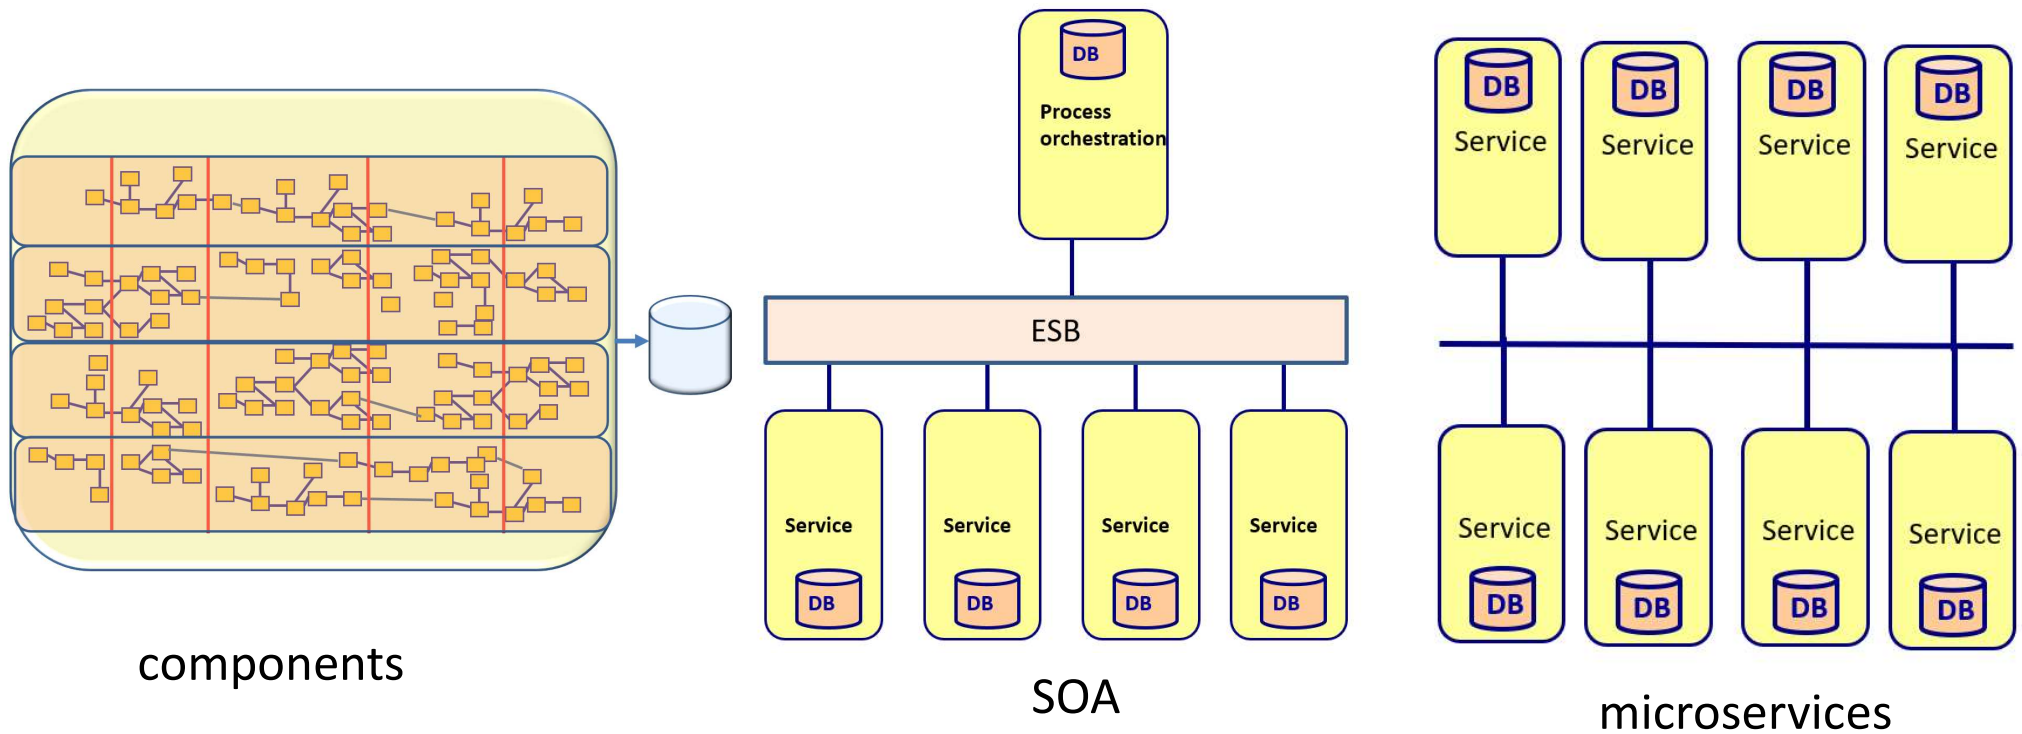 components
DB
Process
orchestration
ESB
Service
Service
Service
Service
DB
DB
DB
DB
SOA
DB
DB
DB
DB
Service
Service
Service
Service
Service
Service
Service
Service
DB
DB
DB
DB
microservices